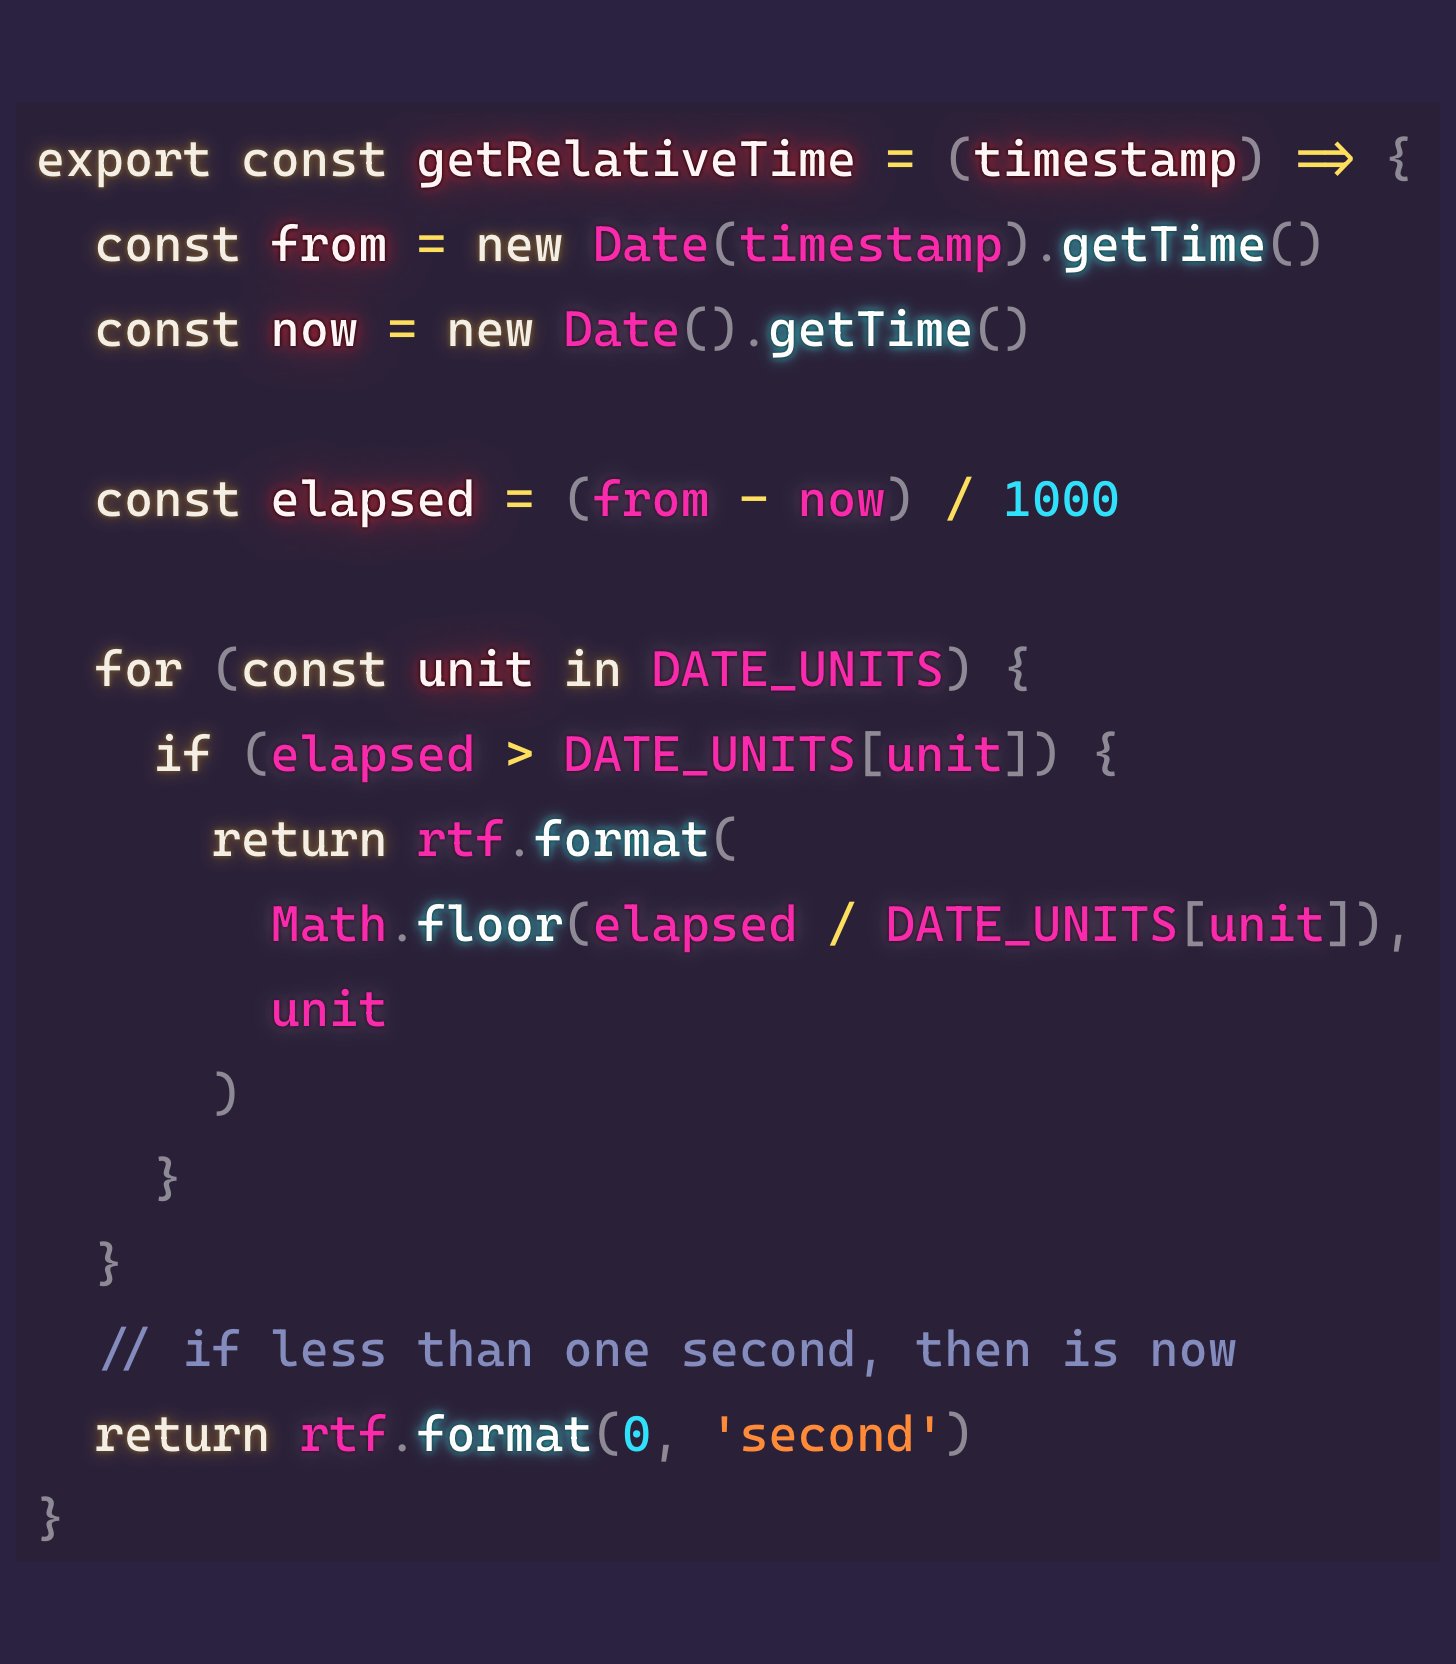 export const getRelativeTime = (timestamp) => {
  const from = new Date(timestamp).getTime()
  const now = new Date().getTime()

  const elapsed = (from - now) / 1000

  for (const unit in DATE_UNITS) {
    if (elapsed > DATE_UNITS[unit]) {
      return rtf.format(
        Math.floor(elapsed / DATE_UNITS[unit]),
        unit
      )
    }
  }
  // if less than one second, then is now
  return rtf.format(0, 'second')
}